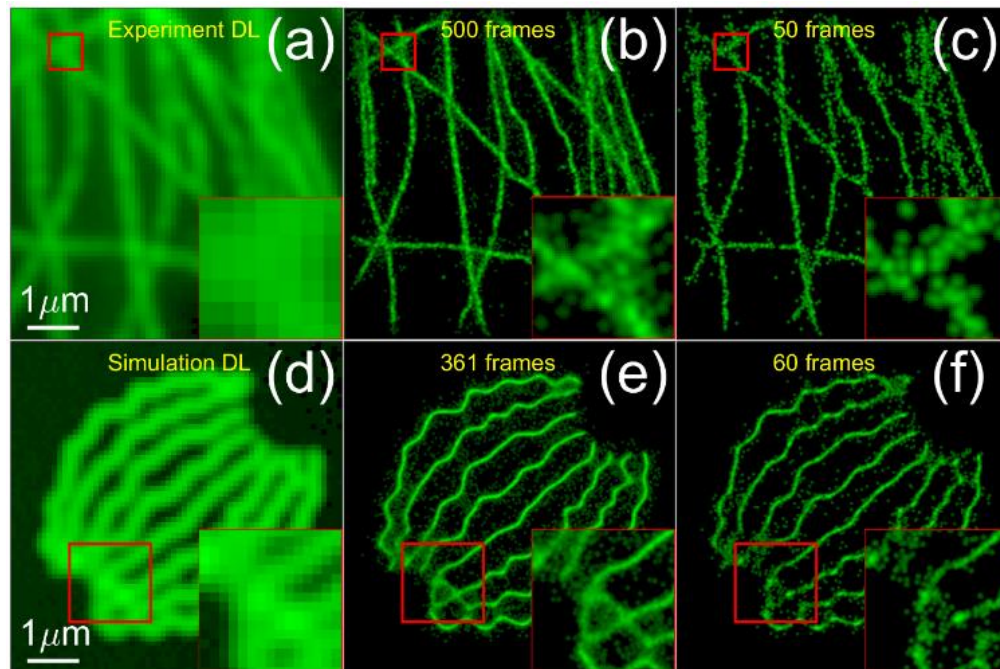 Experiment DL (a)
500 frames (b)
50 frames (c)
1μm
Simulation DL (d)
361 frames (e)
60 frames (f)
1μm